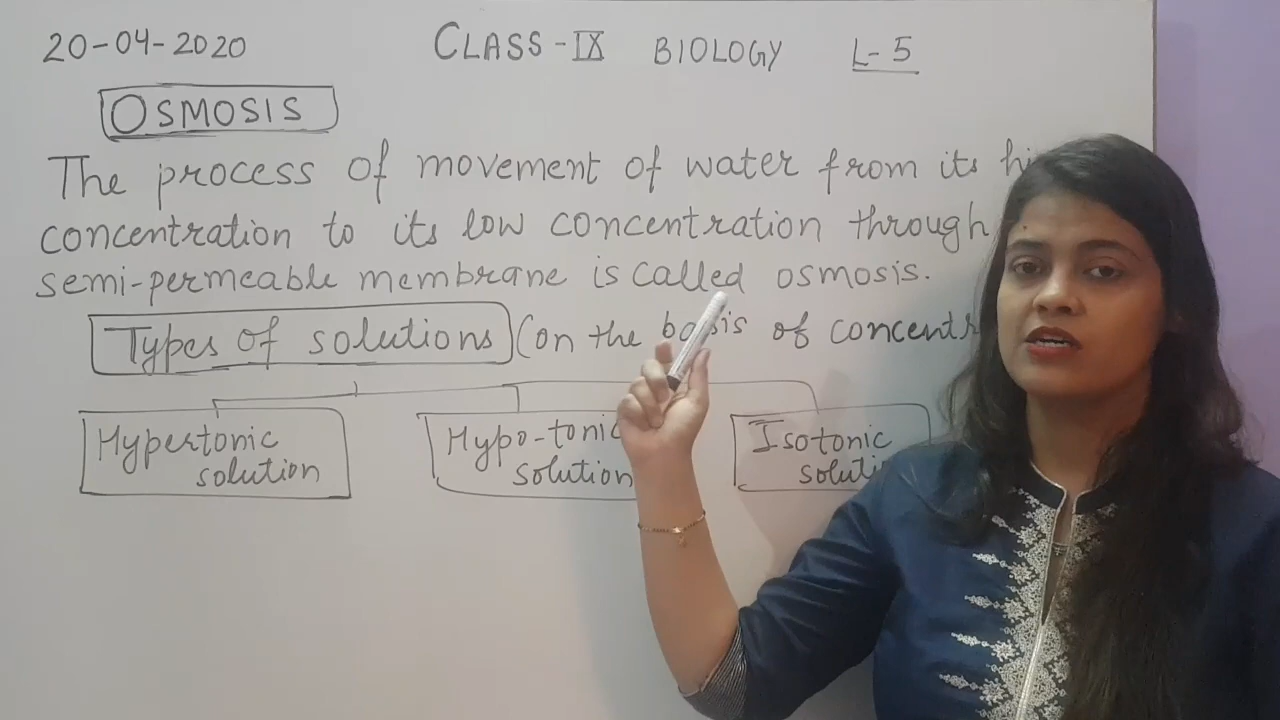 20-04-2020 CLASS-IX BIOLOGY L-5
OSMOSIS
The process of movement of water from its
concentration to its low concentration through
semi-permeable membrane is called osmosis.
Types of solutions (on the basis of
Hypertonic Hypo-tonic Isotonic
solution solution